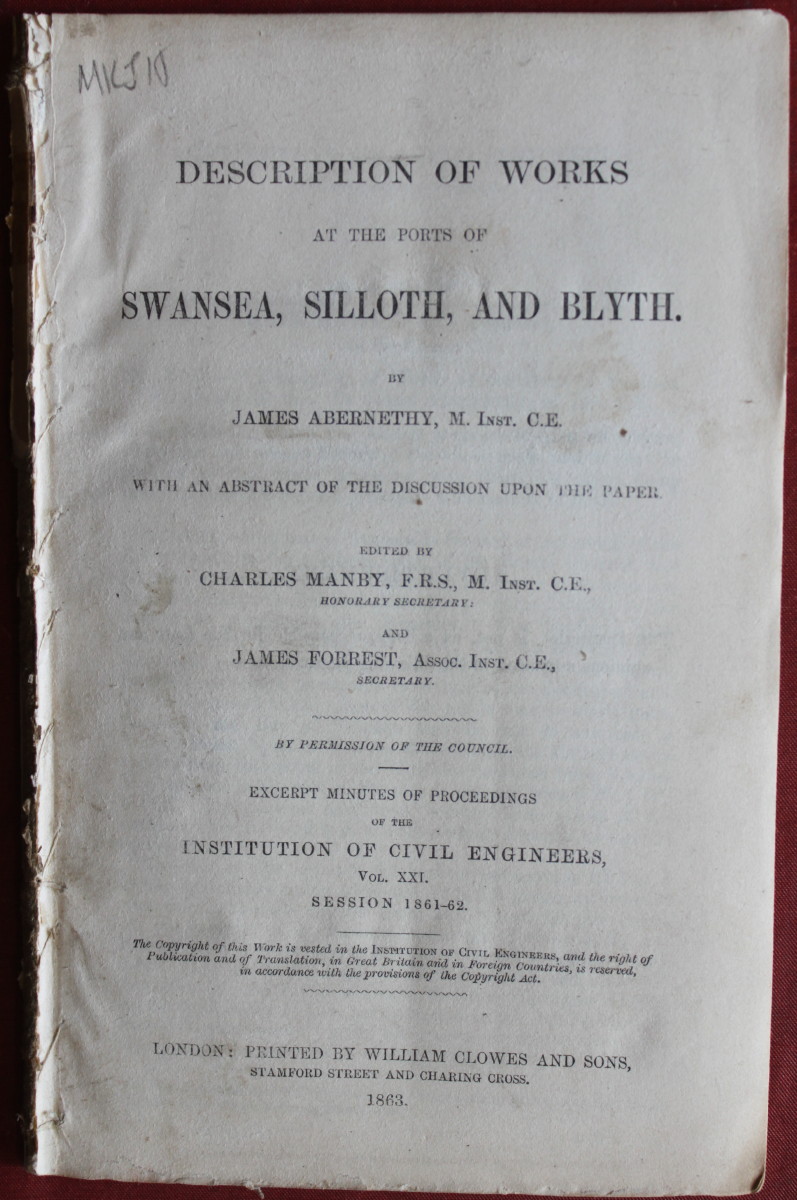 DESCRIPTION OF WORKS
AT THE PORTS OF
SWANSEA, SILLOTH, AND BLYTH.
BY
JAMES ABERNETHY, M. INST. C.E.
WITH AN ABSTRACT OF THE DISCUSSION UPON THE PAPER.
EDITED BY
CHARLES MANBY, F.R.S., M. INST. C.E.,
HONORARY SECRETARY:
AND
JAMES FORREST, ASSOC. INST. C.E.,
SECRETARY.
BY PERMISSION OF THE COUNCIL.
EXCERPT MINUTES OF PROCEEDINGS
OF THE
INSTITUTION OF CIVIL ENGINEERS,
VOL. XXI.
SESSION 1861-62.
The Copyright of this Work is vested in the INSTITUTION OF CIVIL ENGINEERS, and the right of
Publication and of Translation, in Great Britain and in Foreign Countries, is reserved,
in accordance with the provisions of the Copyright Act.
LONDON: PRINTED BY WILLIAM CLOWES AND SONS,
STAMFORD STREET AND CHARING CROSS.
1863.